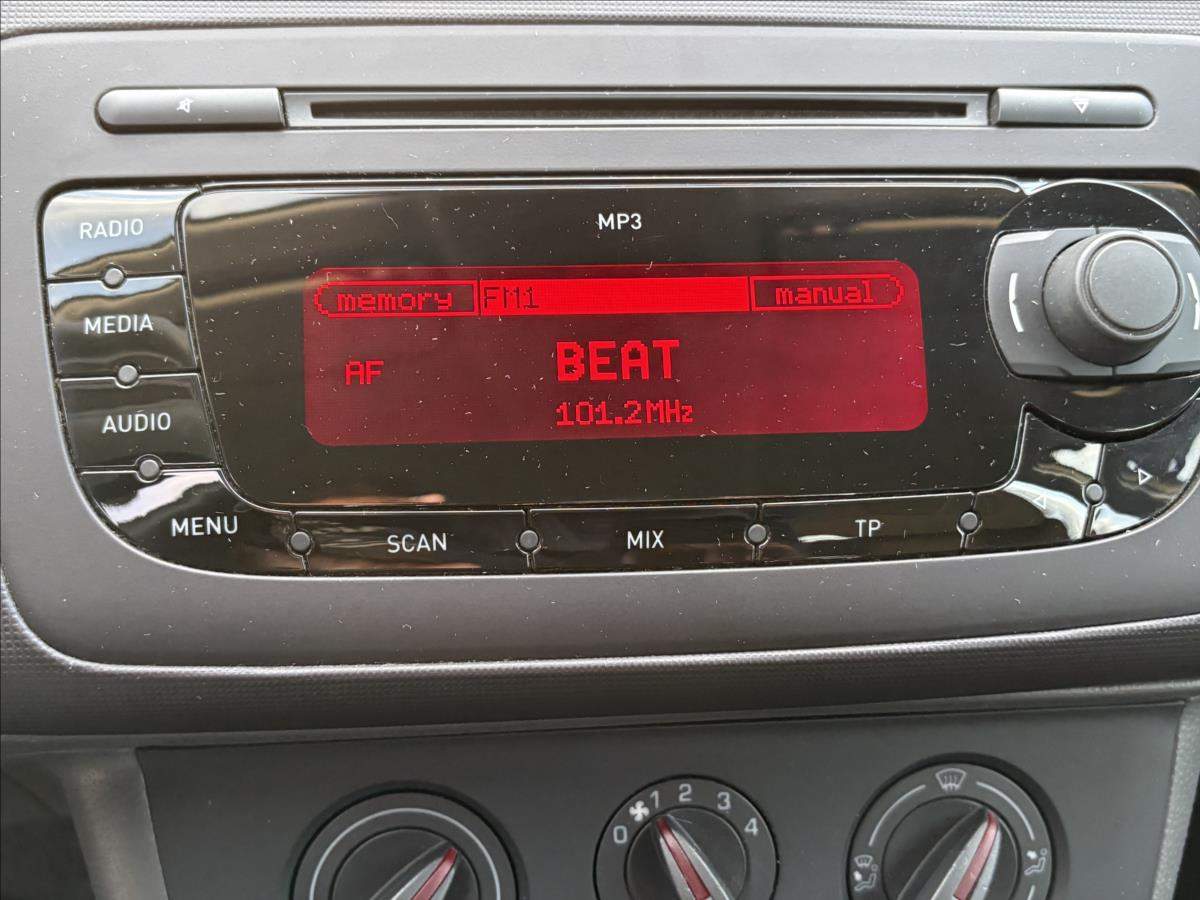 RADIO
MP3
memory FM1 manual
MEDIA
AF BEAT
101.2MHz
AUDIO
MENU SCAN MIX TP
0 1 2 3 4